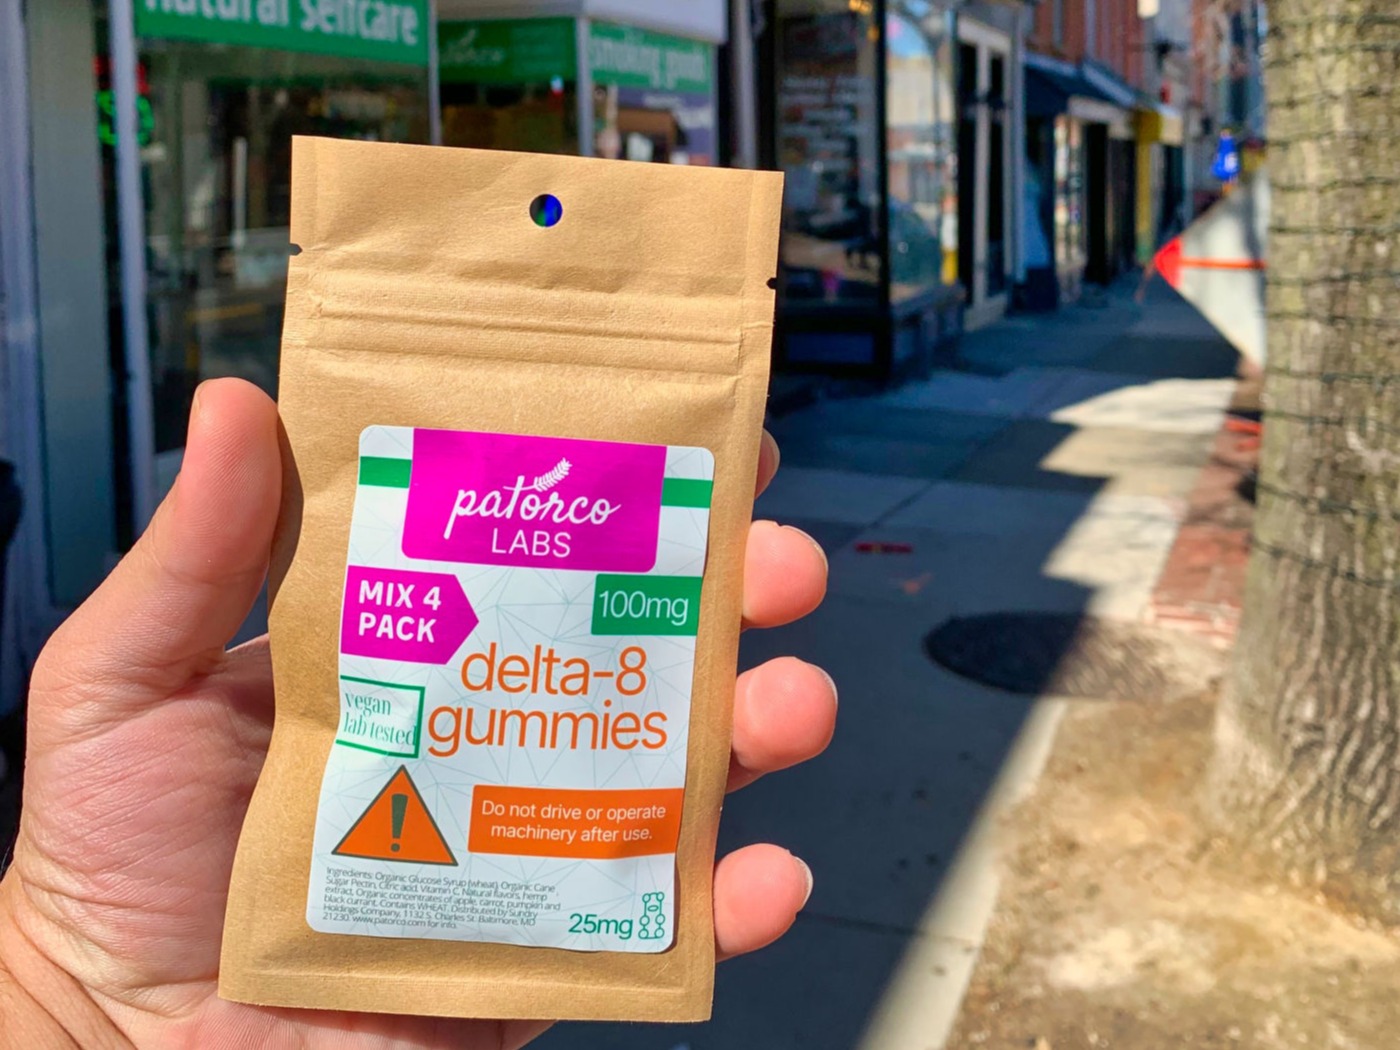 natural selfcare
patorco
smoking goods
patorco
LABS
MIX 4
PACK
100mg
delta-8
gummies
vegan
lab tested
Do not drive or operate
machinery after use.
Ingredients: Organic Glucose Syrup (wheat), Organic Cane
Sugar Pectin, Citric acid, Vitamin C, Natural flavors, hemp
extract, Organic concentrates of apple, carrot, pumpkin and
black currant. Contains WHEAT. Distributed by Sundry
Holdings Company, 1132 S. Charles St. Baltimore, MD
21230. www.patorco.com for info.
25mg